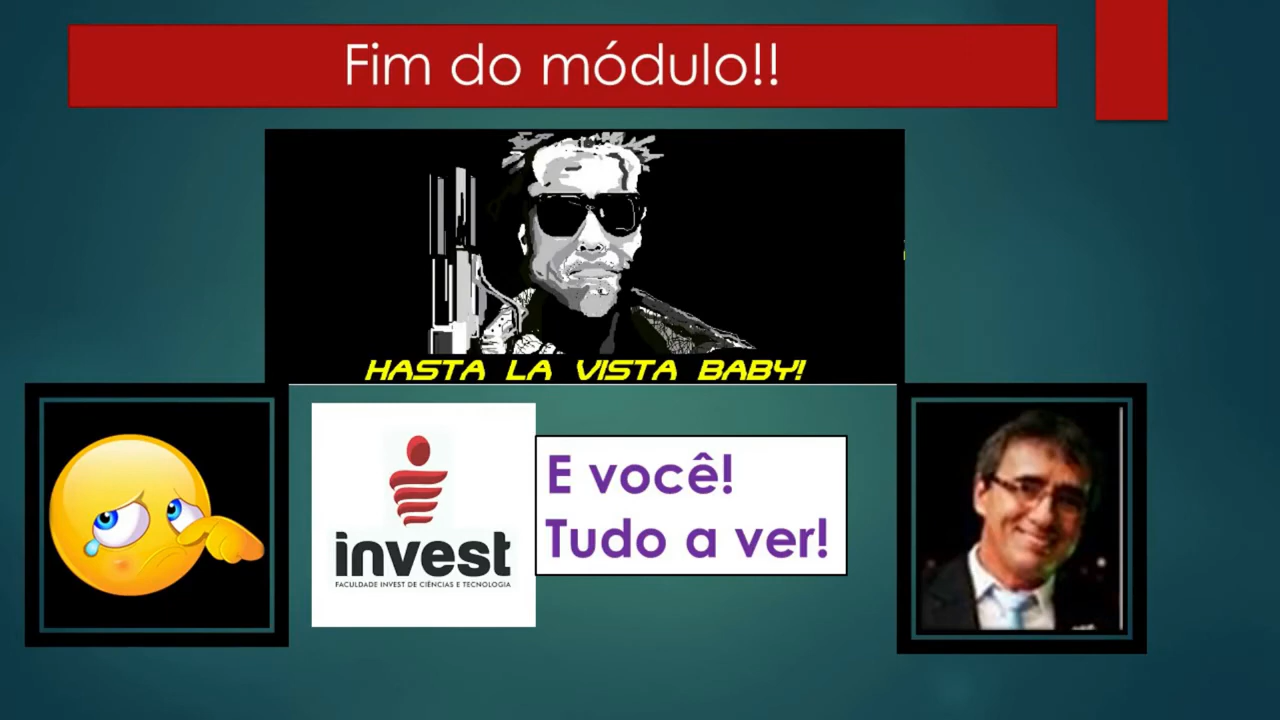 Fim do módulo!!
HASTA LA VISTA BABY!
invest
FACULDADE INVEST DE CIÊNCIAS E TECNOLOGIA
E você!
Tudo a ver!